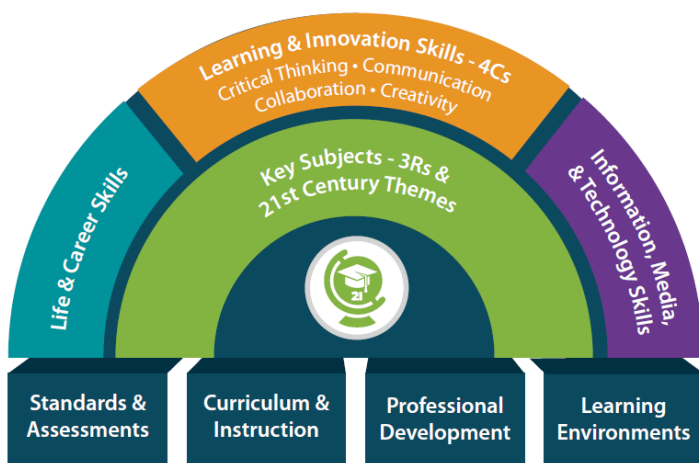 Learning & Innovation Skills - 4Cs
Critical Thinking • Communication
Collaboration • Creativity
Life & Career Skills
Key Subjects - 3Rs &
21st Century Themes
Information, Media,
& Technology Skills
21
Standards &
Assessments
Curriculum &
Instruction
Professional
Development
Learning
Environments